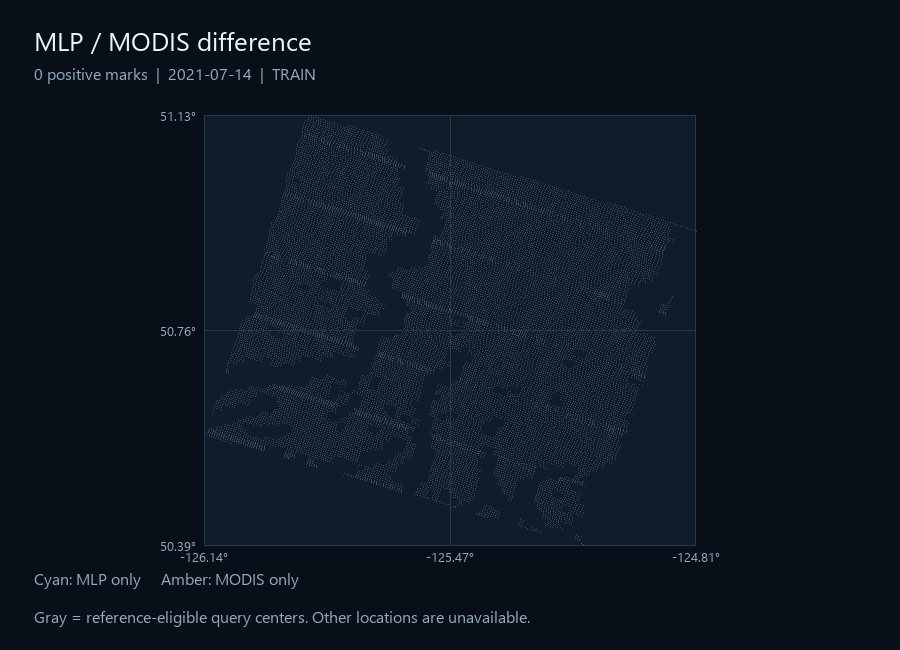 MLP / MODIS difference
0 positive marks | 2021-07-14 | TRAIN
51.13°
50.76°
50.39°
-126.14° -125.47° -124.81°
Cyan: MLP only Amber: MODIS only
Gray = reference-eligible query centers. Other locations are unavailable.